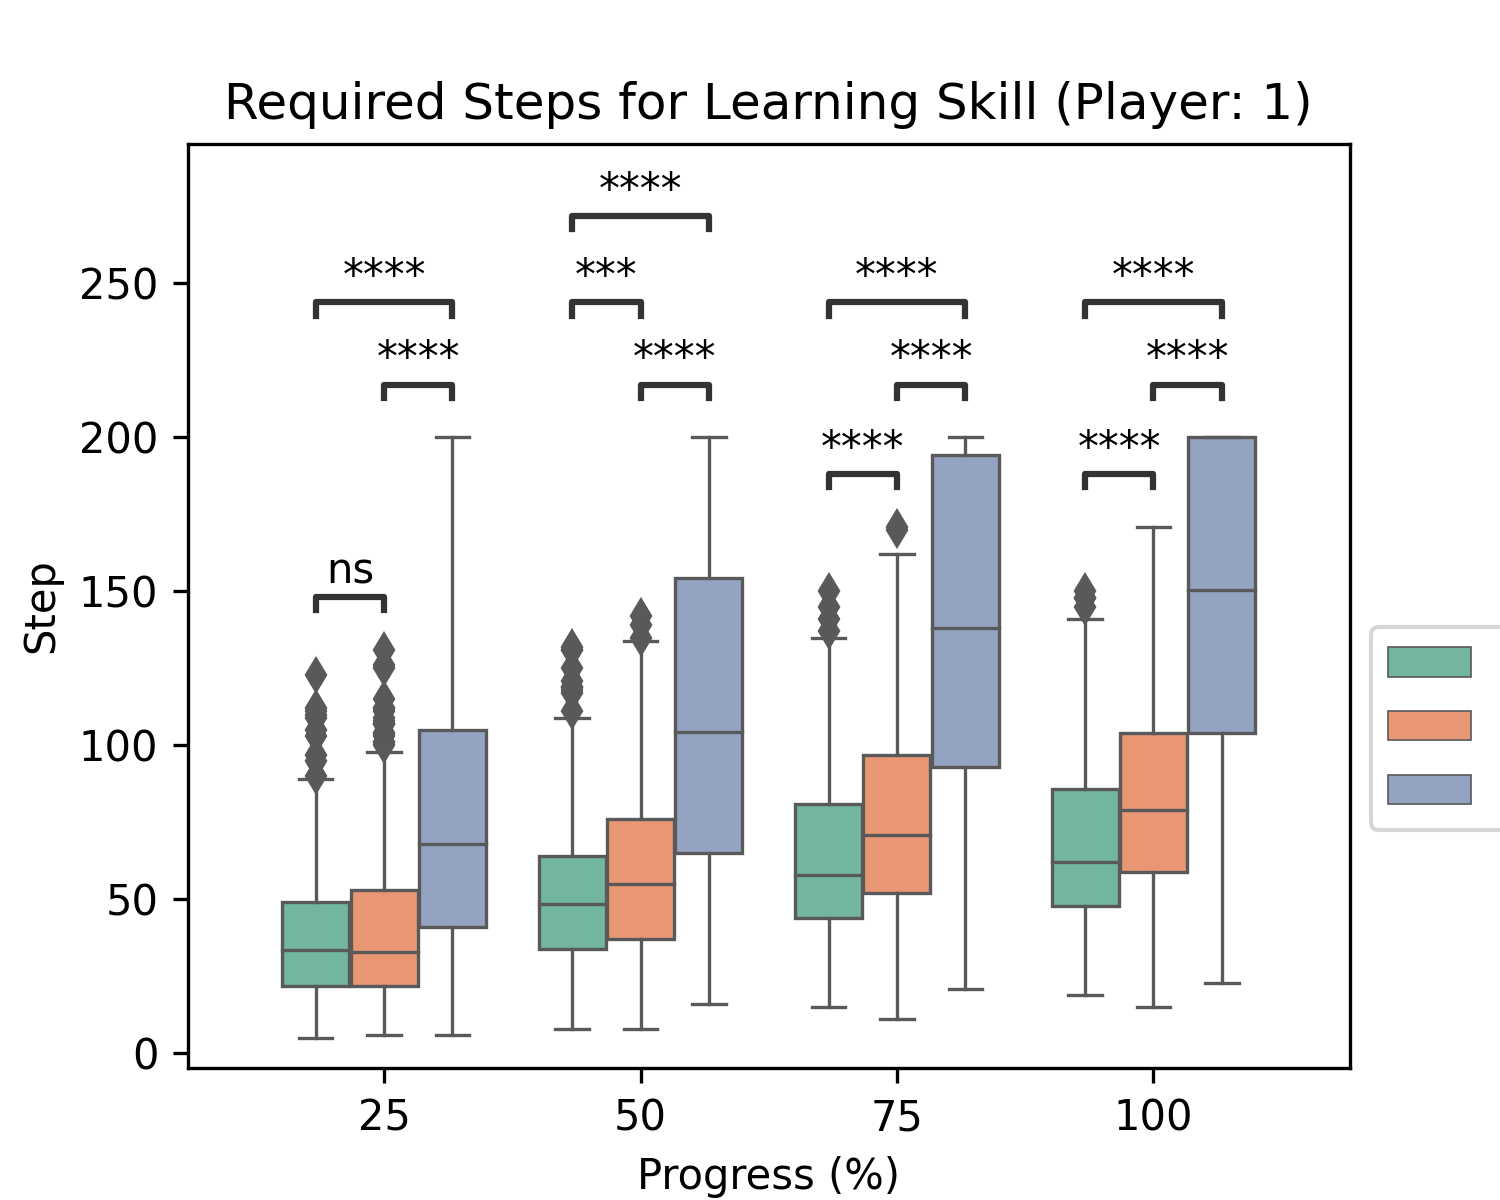 Required Steps for Learning Skill (Player: 1)
****
**** *** **** ****
**** **** **** ****
**** ****
ns
250
200
150
100
50
0
Step
25 50 75 100
Progress (%)